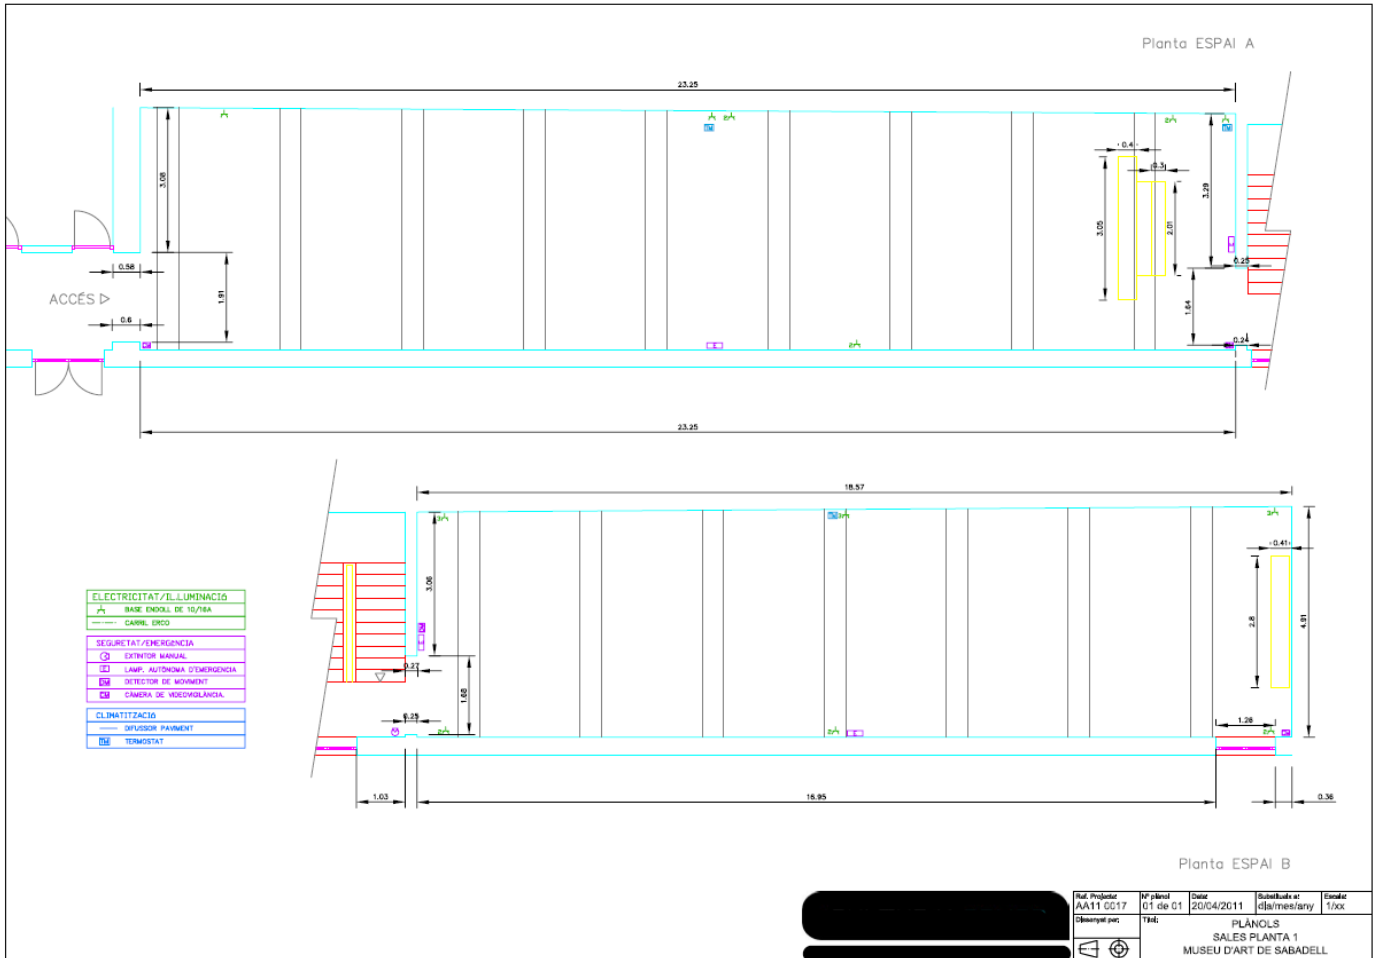 Planta ESPAI A
23.25
3.08
0.4
0.3
3.05
2.01
3.29
0.25
0.58
ACCÉS
1.91
1.64
0.6
0.24
23.25
18.57
3.06
0.41
2.8
4.91
0.27
1.68
0.25
1.26
1.03
16.95
0.36
ELECTRICITAT/IL.LUMINACIÓ
BASE ENDOLL DE 10/16A
CARRIL ERCO
SEGURETAT/EMERGENCIA
EXTINTOR MANUAL
LAMP. AUTÒNOMA D'EMERGENCIA
DETECTOR DE MOVIMENT
CÀMERA DE VIDEOVIGILÀNCIA.
CLIMATITZACIÓ
DIFUSSOR PAVIMENT
TM TERMOSTAT
Planta ESPAI B
Ref. Projecte: Nº plànol Data: Substitueix a: Escala:
AA11 0017 01 de 01 20/04/2011 dia/mes/any 1/xx
Dissenyat per: Títol:
PLÀNOLS
SALES PLANTA 1
MUSEU D'ART DE SABADELL